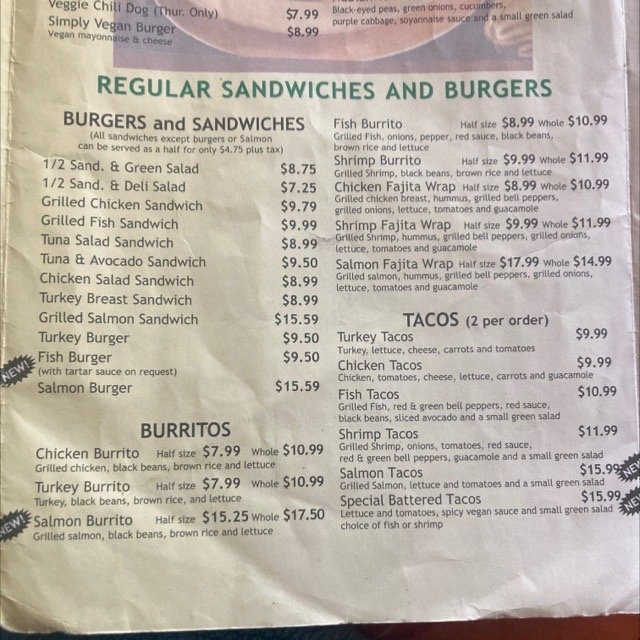 Veggie Chili Dog (Thur. Only) $7.99
Simply Vegan Burger $8.99
Vegan mayonnaise & cheese
Black-eyed peas, green onions, cucumbers,
purple cabbage, soyannaise sauce and a small green salad
REGULAR SANDWICHES AND BURGERS
BURGERS and SANDWICHES
(All sandwiches except burgers or Salmon
can be served as a half for only $4.75 plus tax)
1/2 Sand. & Green Salad $8.75
1/2 Sand. & Deli Salad $7.25
Grilled Chicken Sandwich $9.79
Grilled Fish Sandwich $9.99
Tuna Salad Sandwich $8.99
Tuna & Avocado Sandwich $9.50
Chicken Salad Sandwich $8.99
Turkey Breast Sandwich $8.99
Grilled Salmon Sandwich $15.59
Turkey Burger $9.50
NEW! Fish Burger $9.50
(with tartar sauce on request)
Salmon Burger $15.59
BURRITOS
Chicken Burrito Half size $7.99 Whole $10.99
Grilled chicken, black beans, brown rice and lettuce
Turkey Burrito Half size $7.99 Whole $10.99
Turkey, black beans, brown rice, and lettuce
NEW! Salmon Burrito Half size $15.25 Whole $17.50
Grilled salmon, black beans, brown rice and lettuce
Fish Burrito Half size $8.99 Whole $10.99
Grilled Fish, onions, pepper, red sauce, black beans,
brown rice and lettuce
Shrimp Burrito Half size $9.99 Whole $11.99
Grilled Shrimp, black beans, brown rice and lettuce
Chicken Fajita Wrap Half size $8.99 Whole $10.99
Grilled chicken breast, hummus, grilled bell peppers,
grilled onions, lettuce, tomatoes and guacamole
Shrimp Fajita Wrap Half size $9.99 Whole $11.99
Grilled Shrimp, hummus, grilled bell peppers, grilled onions,
lettuce, tomatoes and guacamole
Salmon Fajita Wrap Half size $17.99 Whole $14.99
Grilled salmon, hummus, grilled bell peppers, grilled onions,
lettuce, tomatoes and guacamole
TACOS (2 per order)
Turkey Tacos $9.99
Turkey, lettuce, cheese, carrots and tomatoes
Chicken Tacos $9.99
Chicken, tomatoes, cheese, lettuce, carrots and guacamole
Fish Tacos $10.99
Grilled Fish, red & green bell peppers, red sauce,
black beans, sliced avocado and a small green salad
Shrimp Tacos $11.99
Grilled Shrimp, onions, tomatoes, red sauce,
red & green bell peppers, guacamole and a small green salad
Salmon Tacos $15.99
Grilled Salmon, lettuce and tomatoes and a small green salad
Special Battered Tacos $15.99
Lettuce and tomatoes, spicy vegan sauce and small green salad
choice of fish or shrimp